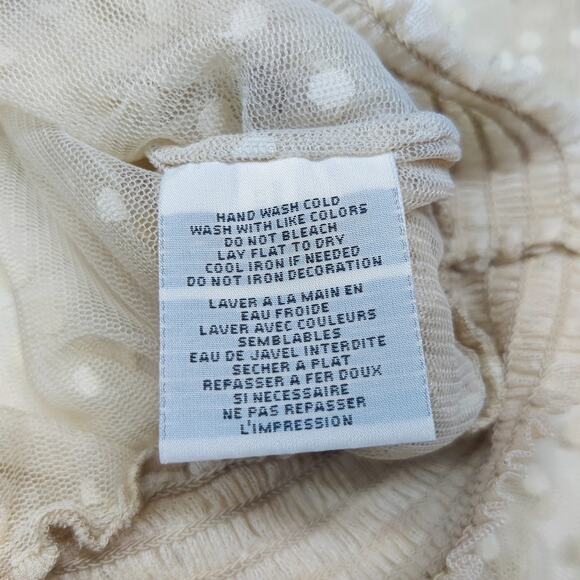 HAND WASH COLD
WASH WITH LIKE COLORS
DO NOT BLEACH
LAY FLAT TO DRY
COOL IRON IF NEEDED
DO NOT IRON DECORATION
LAVER A LA MAIN EN
EAU FROIDE
LAVER AVEC COULEURS
SEMBLABLES
EAU DE JAVEL INTERDITE
SECHER A PLAT
REPASSER A FER DOUX
SI NECESSAIRE
NE PAS REPASSER
L'IMPRESSION